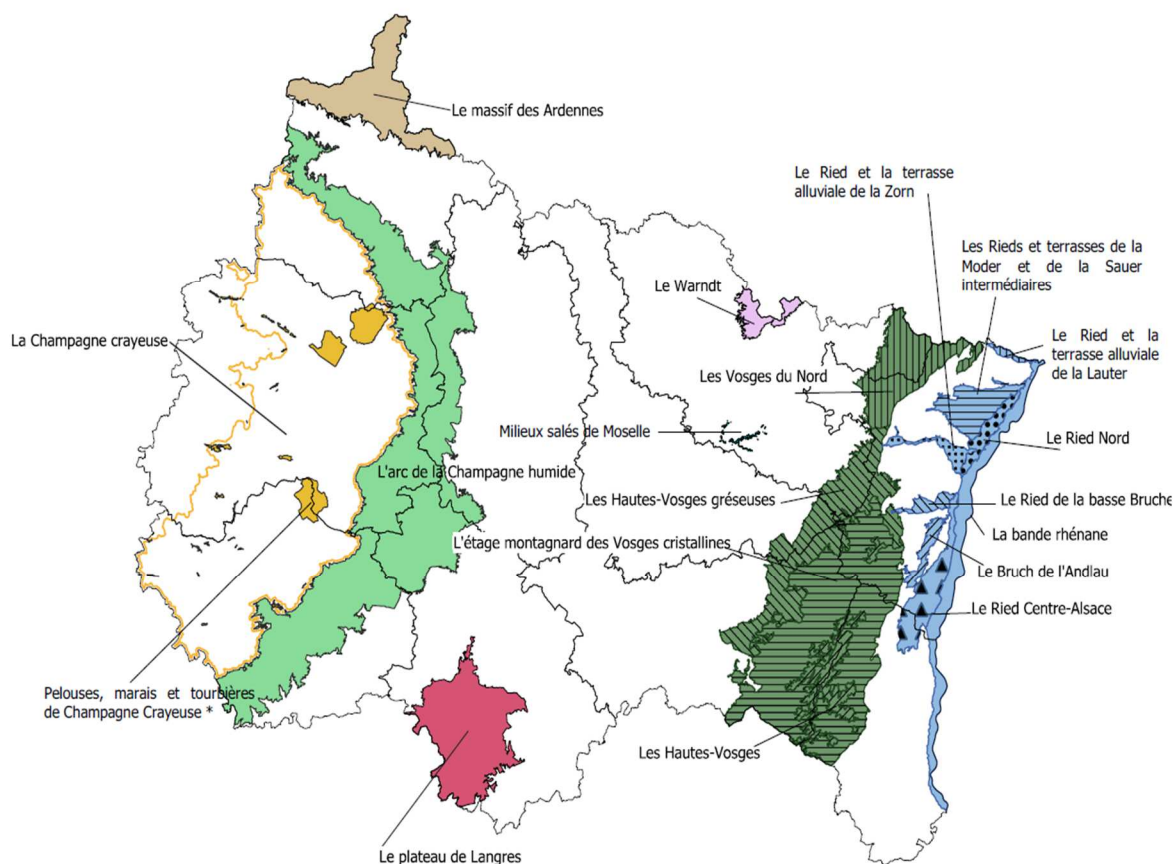 Le massif des Ardennes
Le Ried et la terrasse
alluviale de la Zorn
Les Rieds et terrasses de la
Moder et de la Sauer
intermédiaires
Le Warndt
La Champagne crayeuse
Le Ried et la
terrasse alluviale
de la Lauter
Les Vosges du Nord
Milieux salés de Moselle
Le Ried Nord
L'arc de la Champagne humide
Les Hautes-Vosges gréseuses
Le Ried de la basse Bruche
La bande rhénane
L'étage montagnard des Vosges cristallines
Le Bruch de l'Andlau
Le Ried Centre-Alsace
Pelouses, marais et tourbières
de Champagne Crayeuse *
Les Hautes-Vosges
Le plateau de Langres